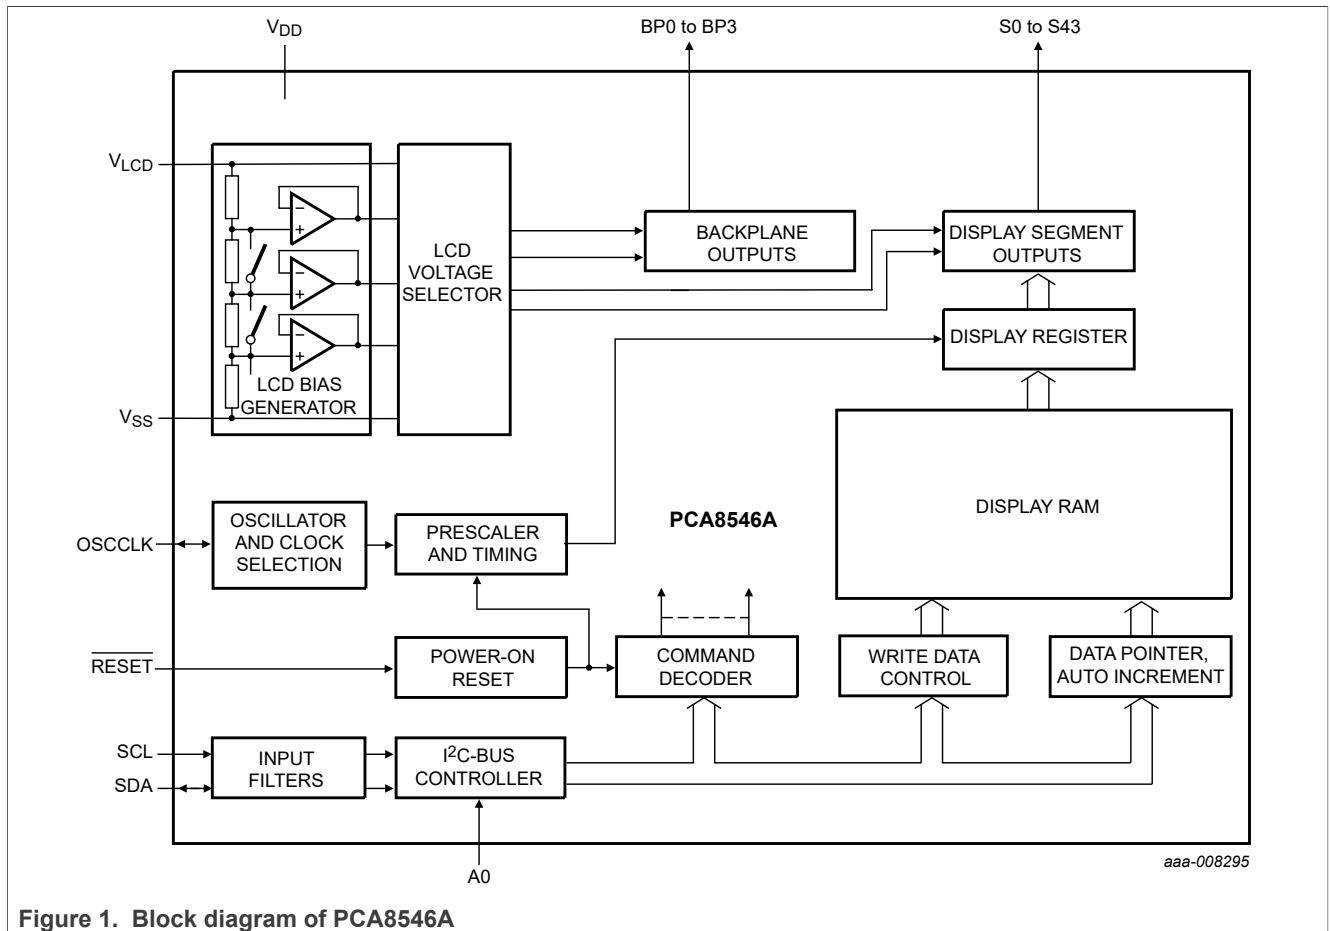 VDD
BP0 to BP3
S0 to S43
VLCD
LCD
VOLTAGE
SELECTOR
BACKPLANE
OUTPUTS
DISPLAY SEGMENT
OUTPUTS
DISPLAY REGISTER
LCD BIAS
GENERATOR
VSS
DISPLAY RAM
OSCCLK
OSCILLATOR
AND CLOCK
SELECTION
PRESCALER
AND TIMING
PCA8546A
RESET
POWER-ON
RESET
COMMAND
DECODER
WRITE DATA
CONTROL
DATA POINTER,
AUTO INCREMENT
SCL
SDA
INPUT
FILTERS
I2C-BUS
CONTROLLER
A0
aaa-008295
Figure 1. Block diagram of PCA8546A